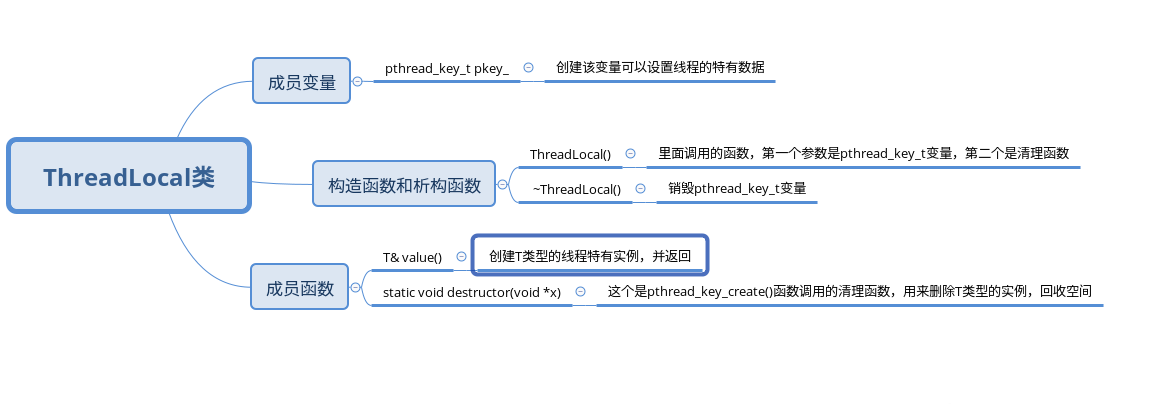 ThreadLocal类
成员变量
pthread_key_t pkey_
创建该变量可以设置线程的特有数据
构造函数和析构函数
ThreadLocal()
里面调用的函数，第一个参数是pthread_key_t变量，第二个是清理函数
~ThreadLocal()
销毁pthread_key_t变量
成员函数
T& value()
创建T类型的线程特有实例，并返回
static void destructor(void *x)
这个是pthread_key_create()函数调用的清理函数，用来删除T类型的实例，回收空间